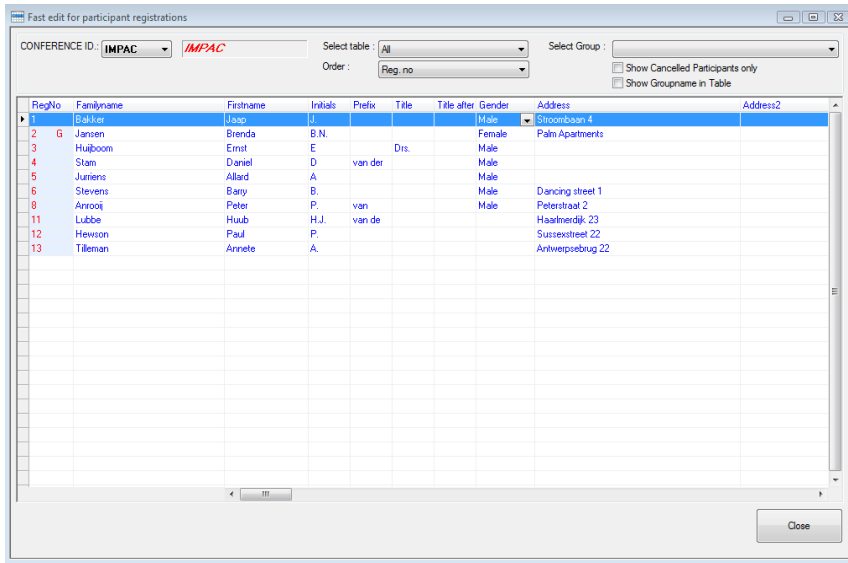 Fast edit for participant registrations
CONFERENCE ID.: IMPAC IMPAC Select table : All Select Group :
Order : Reg. no Show Cancelled Participants only
Show Groupname in Table
RegNo Familyname Firstname Initials Prefix Title Title after Gender Address Address2
1 Bakker Jaap J. Male Stroombaan 4
2 G Jansen Brenda B.N. Female Palm Apartments
3 Huijboom Ernst E Drs. Male
4 Stam Daniel D van der Male
5 Jurriens Allard A Male
6 Stevens Barry B. Male Dancing street 1
8 Anrooij Peter P. van Male Peterstraat 2
11 Lubbe Huub H.J. van de Haarlmerdijk 23
12 Hewson Paul P. Sussexstreet 22
13 Tilleman Annete A. Antwerpsebrug 22
Close